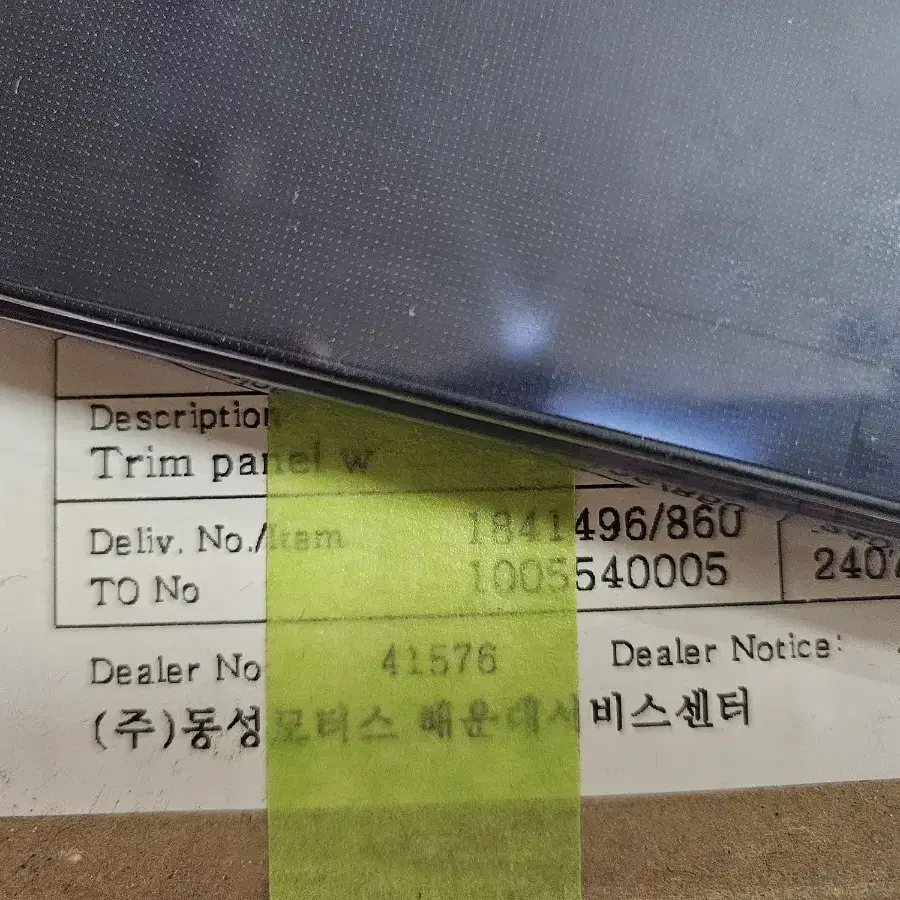 Description
Trim panel w
Deliv. No./Item 1841496/860
TO No 1005540005
240
Dealer No 41576 Dealer Notice:
(주)동성모터스 해운대서비스센터